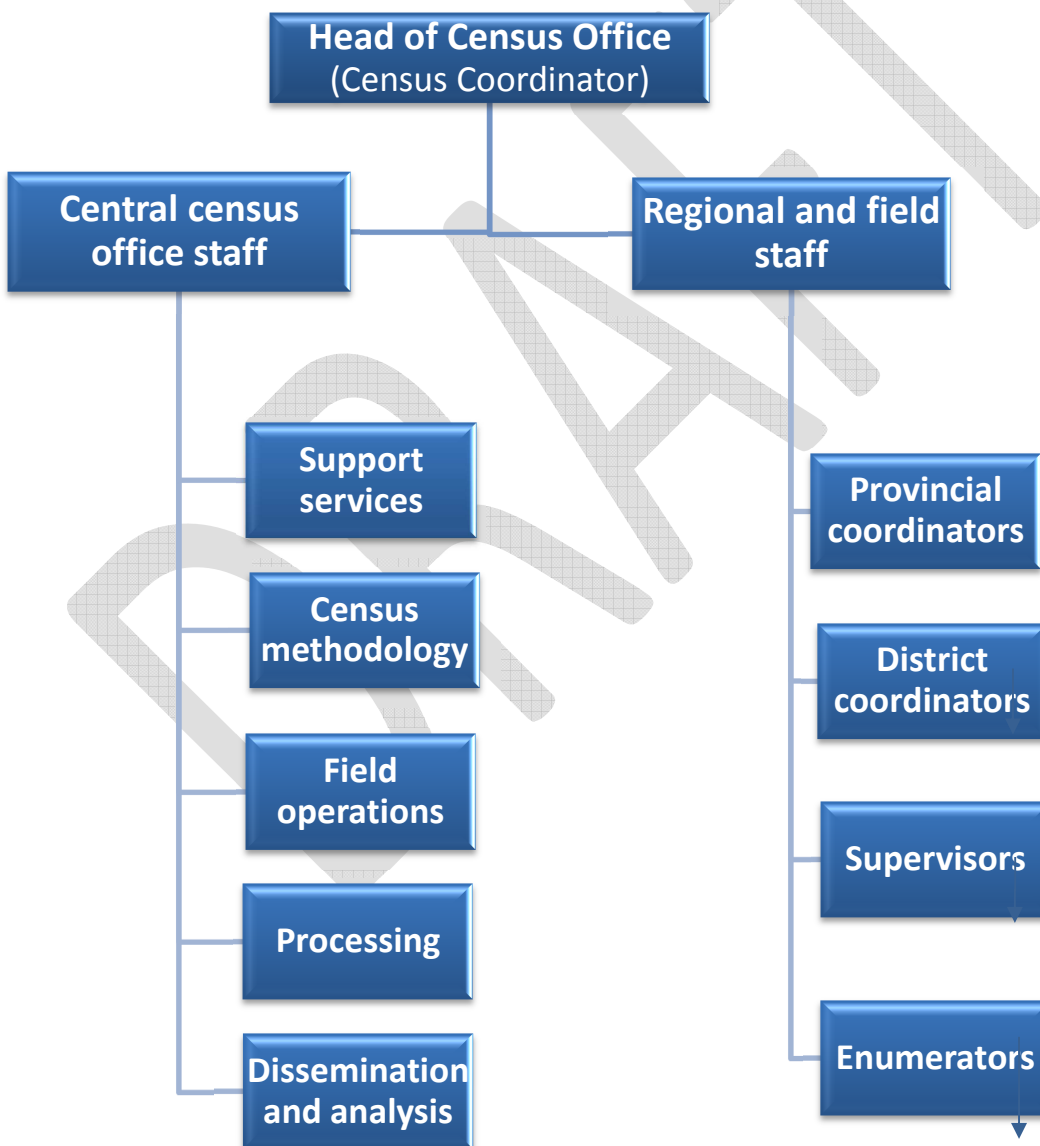 Head of Census Office
(Census Coordinator)
Central census
office staff
Regional and field
staff
Support
services
Census
methodology
Field
operations
Processing
Dissemination
and analysis
Provincial
coordinators
District
coordinators
Supervisors
Enumerators
DRAFT